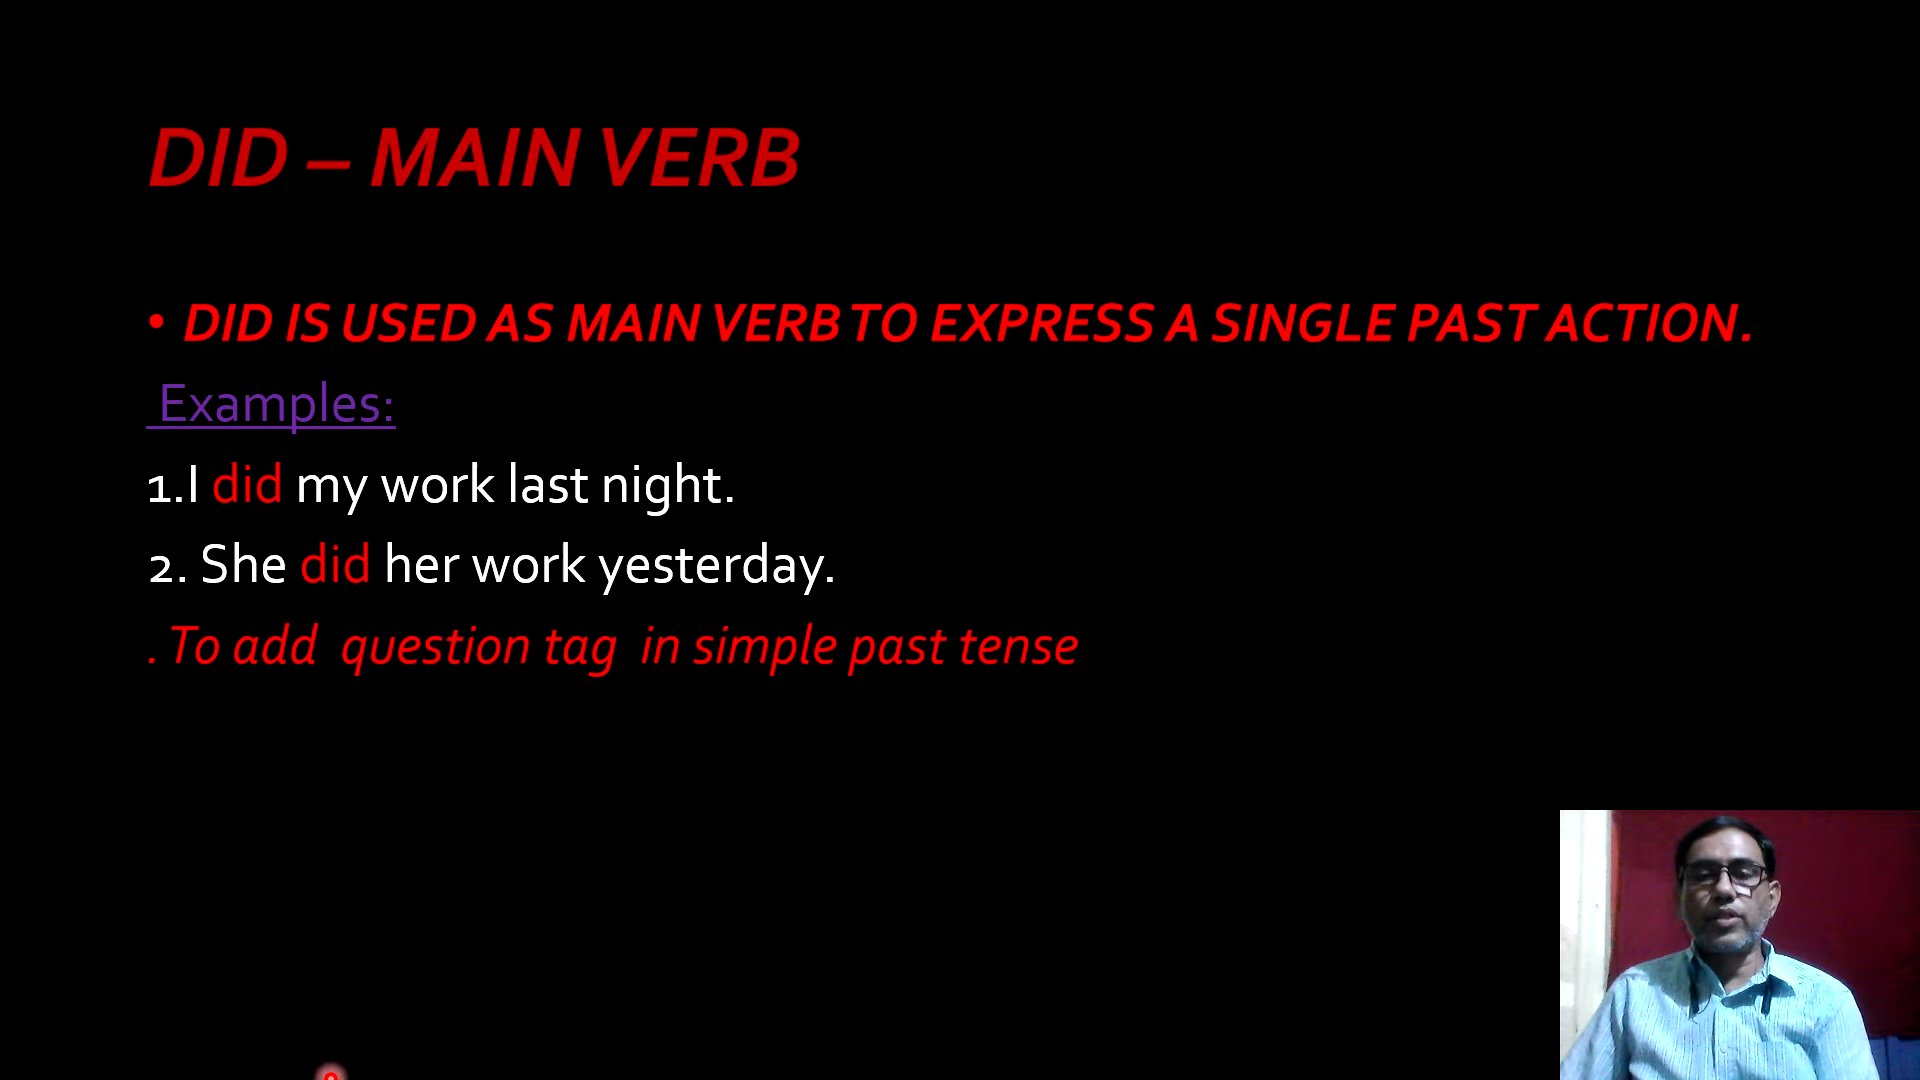 DID – MAIN VERB
• DID IS USED AS MAIN VERB TO EXPRESS A SINGLE PAST ACTION.
Examples:
1.I did my work last night.
2. She did her work yesterday.
. To add question tag in simple past tense